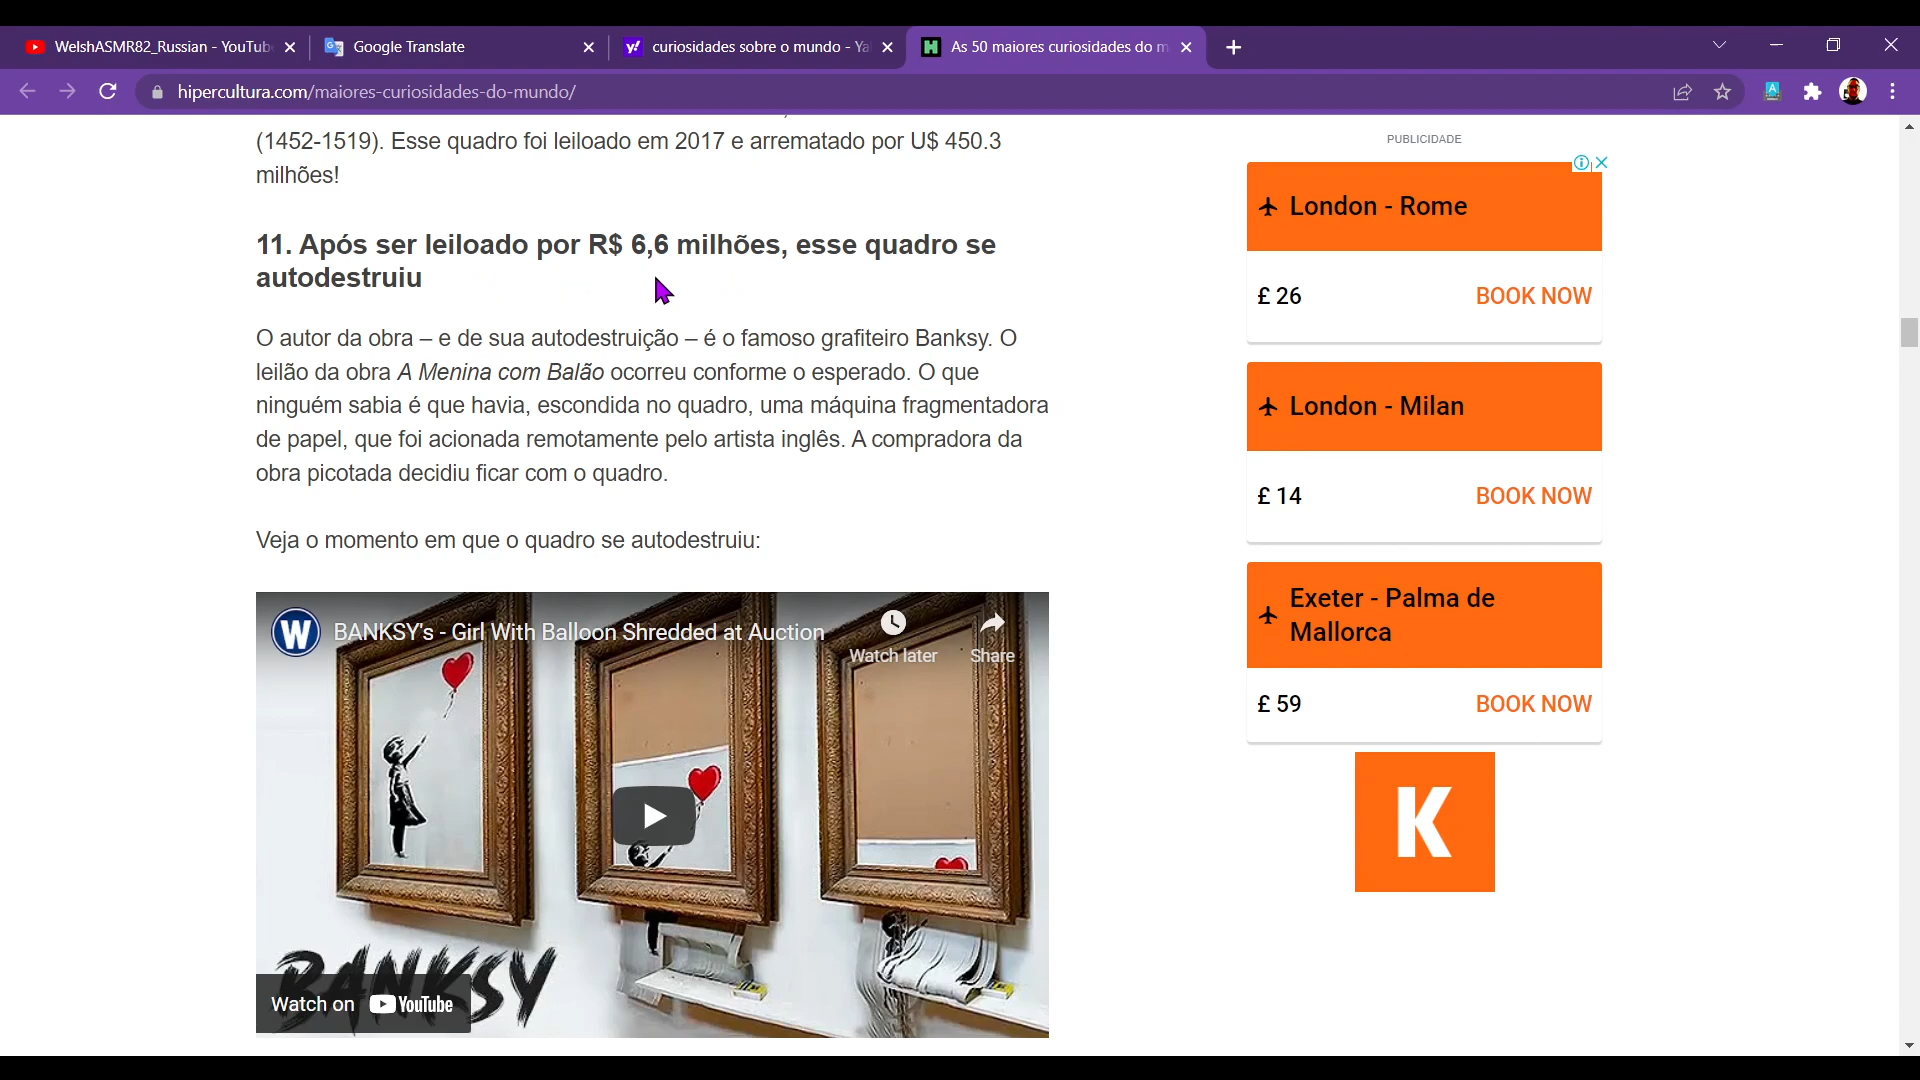 WelshASMR82_Russian - YouTub
Google Translate
curiosidades sobre o mundo - Ya
As 50 maiores curiosidades do m
hipercultura.com/maiores-curiosidades-do-mundo/
(1452-1519). Esse quadro foi leiloado em 2017 e arrematado por U$ 450.3
milhões!
11. Após ser leiloado por R$ 6,6 milhões, esse quadro se
autodestruiu
O autor da obra – e de sua autodestruição – é o famoso grafiteiro Banksy. O
leilão da obra A Menina com Balão ocorreu conforme o esperado. O que
ninguém sabia é que havia, escondida no quadro, uma máquina fragmentadora
de papel, que foi acionada remotamente pelo artista inglês. A compradora da
obra picotada decidiu ficar com o quadro.
Veja o momento em que o quadro se autodestruiu:
W
BANKSY's - Girl With Balloon Shredded at Auction
Watch later
Share
BANKSY
Watch on YouTube
PUBLICIDADE
London - Rome
£ 26
BOOK NOW
London - Milan
£ 14
BOOK NOW
Exeter - Palma de
Mallorca
£ 59
BOOK NOW
K